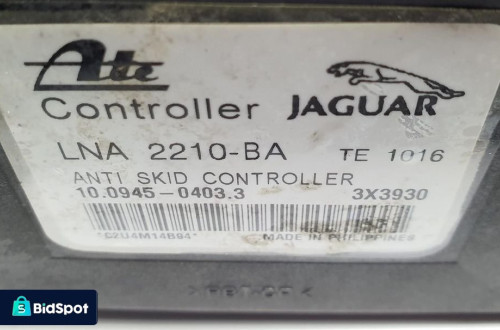 Ate
Controller JAGUAR
LNA 2210-BA TE 1016
ANTI SKID CONTROLLER
10.0945-0403.3 3X3930
*C2U4M14B94* MADE IN PHILIPPINES
BidSpot